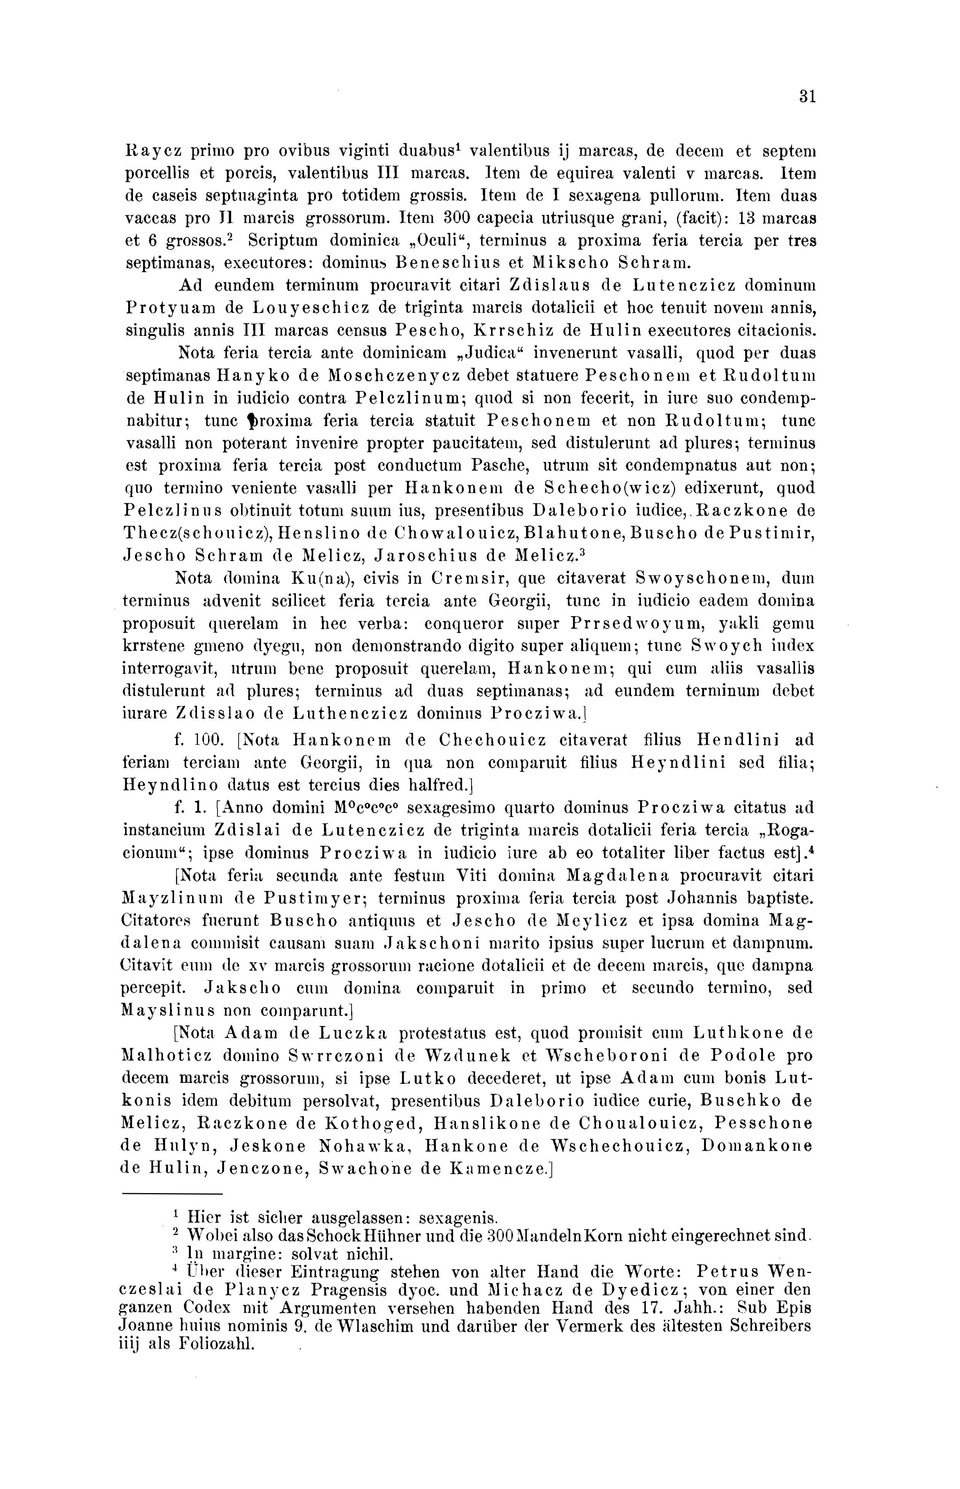 31
Raycz primo pro ovibus viginti duabus¹ valentibus ij marcas, de decem et septem
porcellis et porcis, valentibus III marcas. Item de equirea valenti v marcas. Item
de caseis septuaginta pro totidem grossis. Item de I sexagena pullorum. Item duas
vaccas pro II marcis grossorum. Item 300 capecia utriusque grani, (facit): 13 marcas
et 6 grossos.² Scriptum dominica „Oculi“, terminus a proxima feria tercia per tres
septimanas, executores: dominus Beneschius et Mikscho Schram.
Ad eundem terminum procuravit citari Zdislaus de Lutenczicz dominum
Protyuam de Louyeschicz de triginta marcis dotalicii et hoc tenuit novem annis,
singulis annis III marcas census Pescho, Krrschiz de Hulin executores citacionis.
Nota feria tercia ante dominicam „Judica“ invenerunt vasalli, quod per duas
septimanas Hanyko de Moschczenycz debet statuere Peschonem et Rudoltum
de Hulin in iudicio contra Pelczlinum; quod si non fecerit, in iure suo condemp-
nabitur; tunc proxima feria tercia statuit Peschonem et non Rudoltum; tunc
vasalli non poterant invenire propter paucitatem, sed distulerunt ad plures; terminus
est proxima feria tercia post conductum Pasche, utrum sit condempnatus aut non;
quo termino veniente vasalli per Hankonem de Schecho(wicz) edixerunt, quod
Pelczlinus obtinuit totum suum ius, presentibus Daleborio iudice, Raczkone de
Thecz(schouicz), Henslino de Chowalouicz, Blahutone, Buscho de Pustimir,
Jescho Schram de Melicz, Jaroschius de Melicz.³
Nota domina Ku(na), civis in Cremsir, que citaverat Swoyschonem, dum
terminus advenit scilicet feria tercia ante Georgii, tunc in iudicio eadem domina
proposuit querelam in hec verba: conqueror super Prrsedwoyum, yakli gemu
krrstene gmeno dyegu, non demonstrando digito super aliquem; tunc Swoych iudex
interrogavit, utrum bene proposuit querelam, Hankonem; qui cum aliis vasallis
distulerunt ad plures; terminus ad duas septimanas; ad eundem terminum debet
iurare Zdisslao de Luthenczicz dominus Procziwa.]
f. 100. [Nota Hankonem de Chechouicz citaverat filius Hendlini ad
feriam terciam ante Georgii, in qua non comparuit filius Heyndlini sed filia;
Heyndlino datus est tercius dies halfred.]
f. 1. [Anno domini M⁰c⁰c⁰c⁰ sexagesimo quarto dominus Procziwa citatus ad
instancium Zdislai de Lutenczicz de triginta marcis dotalicii feria tercia „Roga-
cionum“; ipse dominus Procziwa in iudicio iure ab eo totaliter liber factus est].⁴
[Nota feria secunda ante festum Viti domina Magdalena procuravit citari
Mayzlinum de Pustimyer; terminus proxima feria tercia post Johannis baptiste.
Citatores fuerunt Buscho antiquus et Jescho de Meylicz et ipsa domina Mag-
dalena commisit causam suam Jakschoni marito ipsius super lucrum et dampnum.
Citavit eum de xv marcis grossorum racione dotalicii et de decem marcis, que dampna
percepit. Jakscho cum domina comparuit in primo et secundo termino, sed
Mayslinus non comparunt.]
[Nota Adam de Luczka protestatus est, quod promisit cum Luthkone de
Malhoticz domino Swrrczoni de Wzdunek et Wscheboroni de Podole pro
decem marcis grossorum, si ipse Lutko decederet, ut ipse Adam cum bonis Lut-
konis idem debitum persolvat, presentibus Daleborio iudice curie, Buschko de
Melicz, Raczkone de Kothoged, Hanslikone de Choualouicz, Pesschone
de Hulyn, Jeskone Nohawka, Hankone de Wschechouicz, Domankone
de Hulin, Jenczone, Swachone de Kamencze.]
¹ Hier ist sicher ausgelassen: sexagenis.
² Wobei also das Schock Hühner und die 300 Mandeln Korn nicht eingerechnet sind.
³ In margine: solvat nichil.
⁴ Über dieser Eintragung stehen von alter Hand die Worte: Petrus Wen-
czeslai de Planycz Pragensis dyoc. und Michacz de Dyedicz; von einer den
ganzen Codex mit Argumenten versehen habenden Hand des 17. Jahh.: Sub Epis
Joanne huius nominis 9. de Wlaschim und darüber der Vermerk des ältesten Schreibers
iiij als Foliozahl.